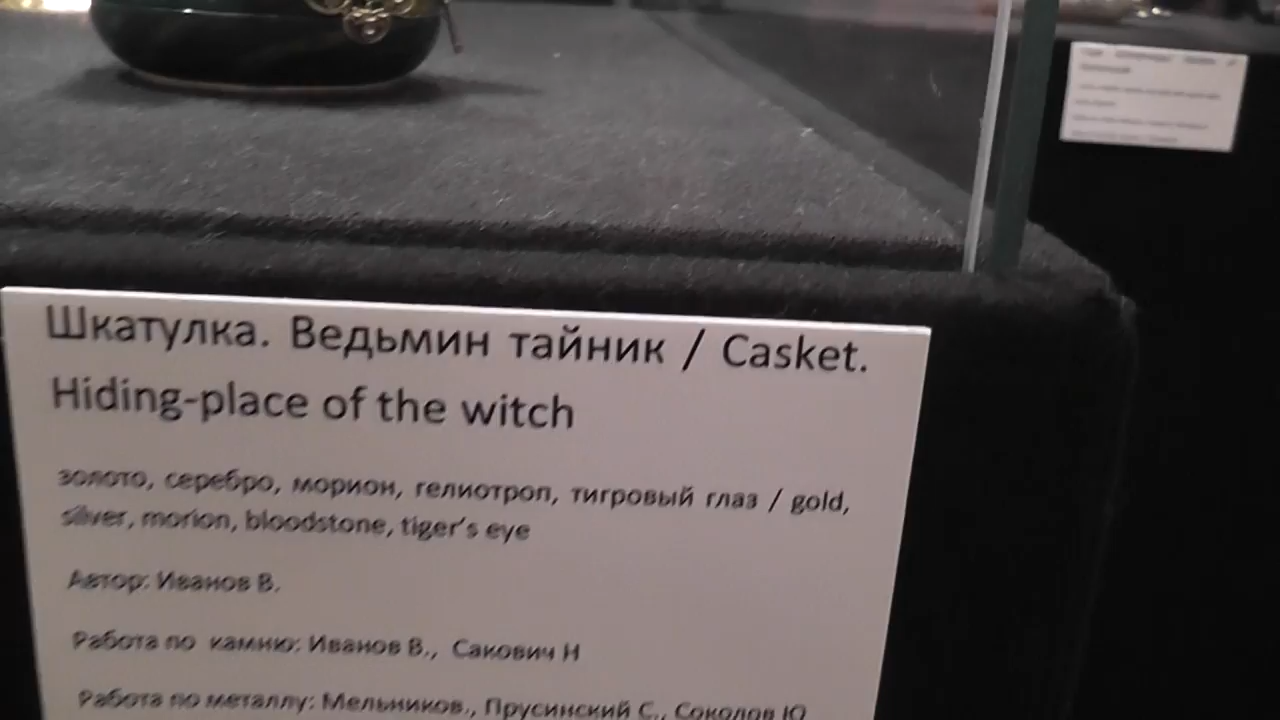 Шкатулка. Ведьмин тайник / Casket.
Hiding-place of the witch
золото, серебро, морион, гелиотроп, тигровый глаз / gold,
silver, morion, bloodstone, tiger's eye
Автор: Иванов В.
Работа по камню: Иванов В., Сакович Н
Работа по металлу: Мельников., Прусинский С., Соколов Ю